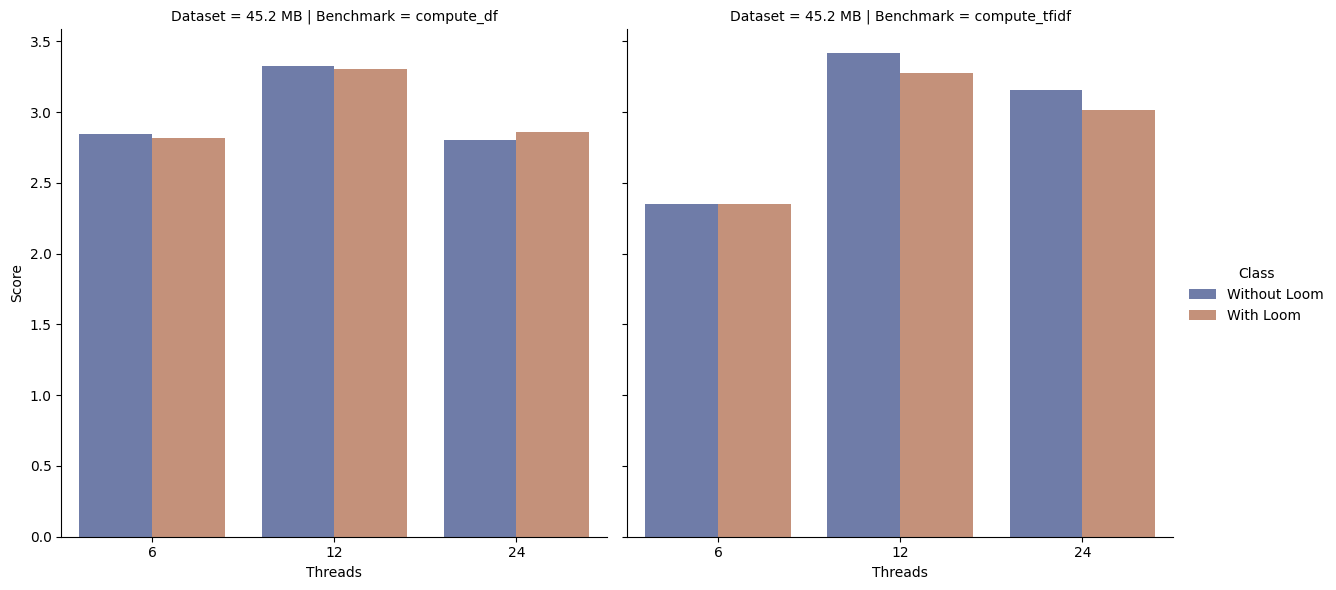 Dataset = 45.2 MB | Benchmark = compute_df
Dataset = 45.2 MB | Benchmark = compute_tfidf
3.5
3.0
2.5
2.0
1.5
1.0
0.5
0.0
Score
6
12
24
Threads
6
12
24
Threads
Class
Without Loom
With Loom